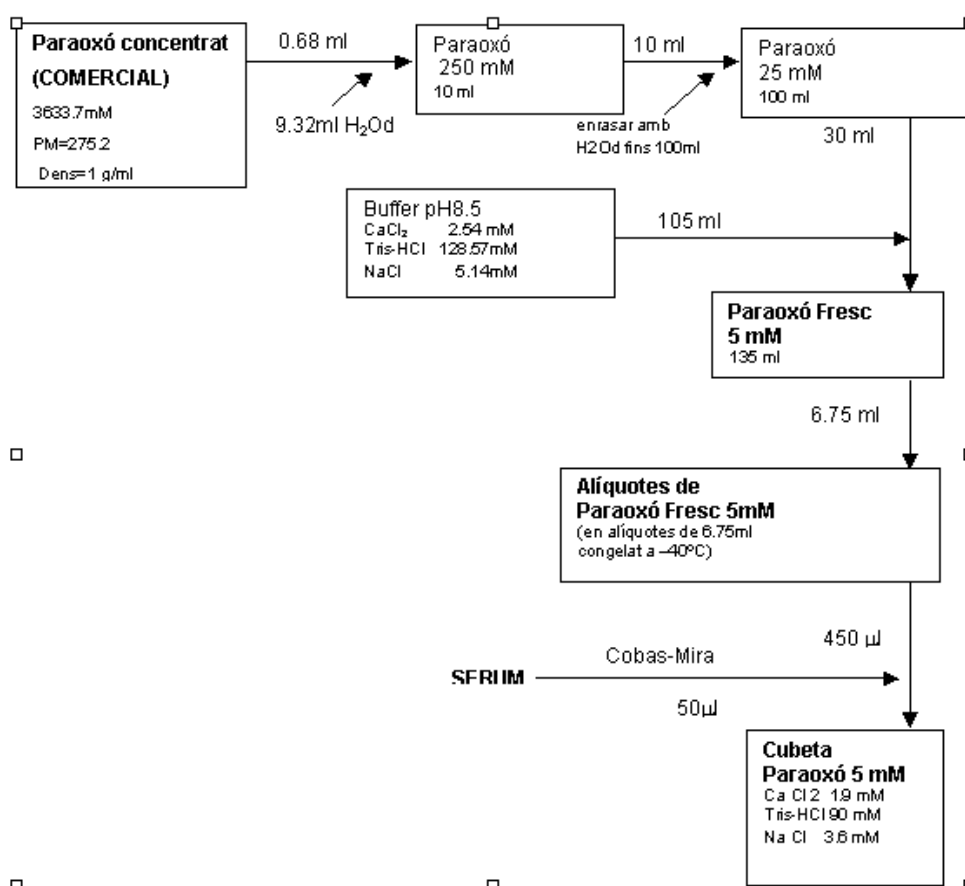 Paraoxó concentrat
(COMERCIAL)
3633.7mM
PM=275.2
Dens=1 g/ml
0.68 ml
9.32ml H₂Od
Paraoxó
250 mM
10 ml
10 ml
enrasar amb
H2Od fins 100ml
Paraoxó
25 mM
100 ml
30 ml
Buffer pH8.5
CaCl₂ 2.54 mM
Tris-HCl 128.57mM
NaCl 5.14mM
105 ml
Paraoxó Fresc
5 mM
135 ml
6.75 ml
Alíquotes de
Paraoxó Fresc 5mM
(en alíquotes de 6.75ml
congelat a –40ºC)
450 µl
Cobas-Mira
SERUM
50µl
Cubeta
Paraoxó 5 mM
Ca Cl 2 1.9 mM
Tris-HCl 90 mM
Na Cl 3.6 mM